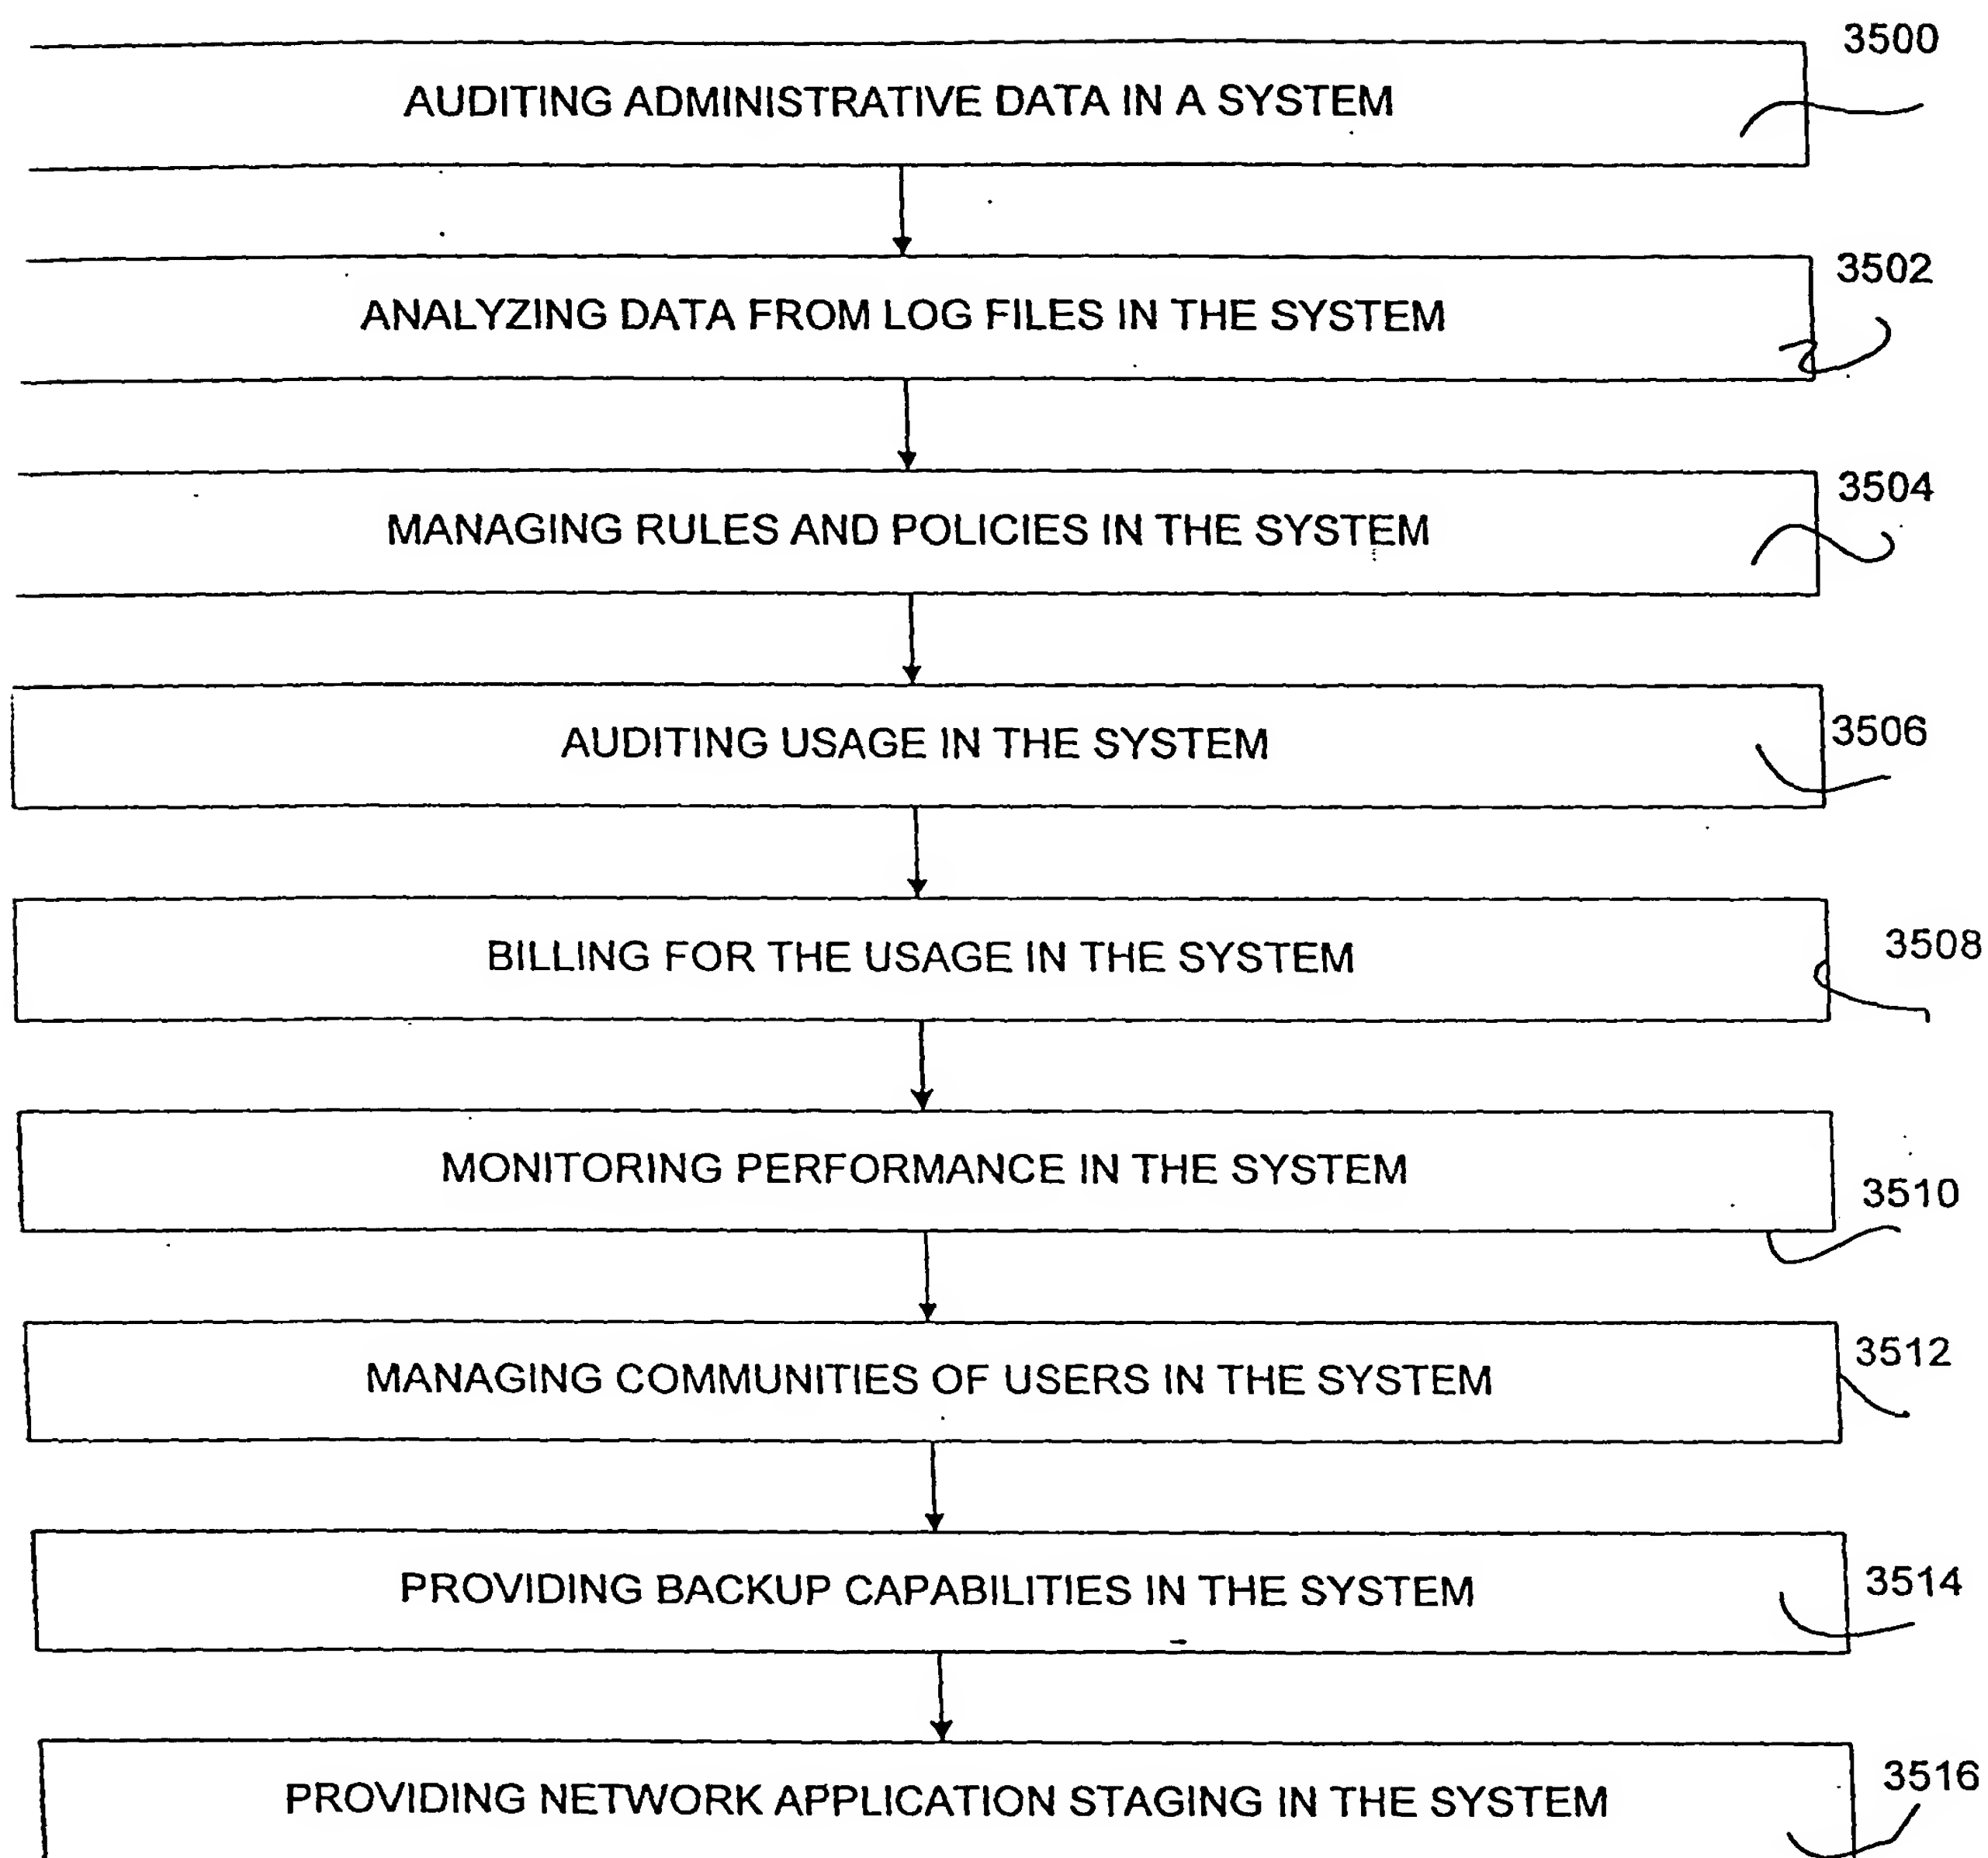 3500
AUDITING ADMINISTRATIVE DATA IN A SYSTEM
3502
ANALYZING DATA FROM LOG FILES IN THE SYSTEM
3504
MANAGING RULES AND POLICIES IN THE SYSTEM
3506
AUDITING USAGE IN THE SYSTEM
3508
BILLING FOR THE USAGE IN THE SYSTEM
MONITORING PERFORMANCE IN THE SYSTEM
3510
3512
MANAGING COMMUNITIES OF USERS IN THE SYSTEM
3514
PROVIDING BACKUP CAPABILITIES IN THE SYSTEM
3516
PROVIDING NETWORK APPLICATION STAGING IN THE SYSTEM